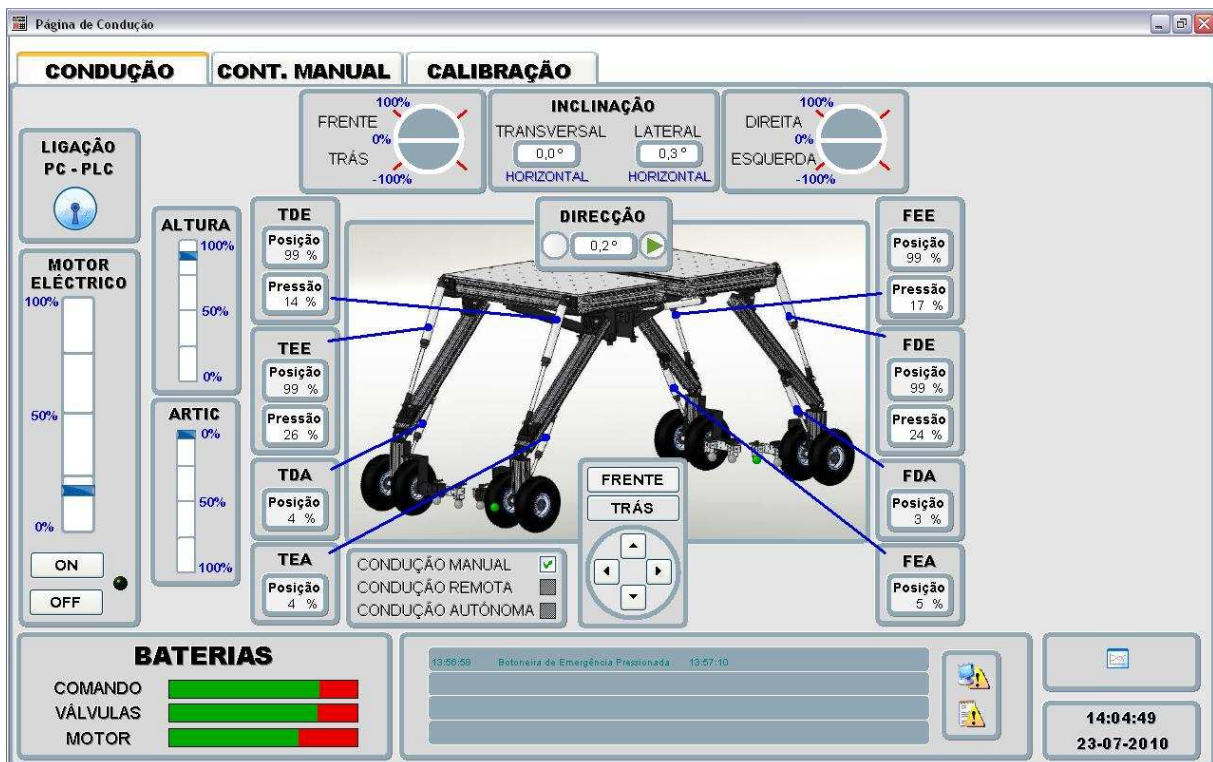 Página de Condução
CONDUÇÃO
CONT. MANUAL
CALIBRAÇÃO
LIGAÇÃO
PC - PLC
FRENTE
TRÁS
100%
0%
-100%
INCLINAÇÃO
TRANSVERSAL
LATERAL
0,0 °
0,3 °
HORIZONTAL
HORIZONTAL
DIREITA
ESQUERDA
100%
0%
-100%
MOTOR
ELÉCTRICO
100%
50%
0%
ON
OFF
ALTURA
100%
50%
0%
ARTIC
0%
50%
100%
TDE
Posição
99 %
Pressão
14 %
TEE
Posição
99 %
Pressão
26 %
TDA
Posição
4 %
TEA
Posição
4 %
DIRECÇÃO
0,2 °
FRENTE
TRÁS
CONDUÇÃO MANUAL
CONDUÇÃO REMOTA
CONDUÇÃO AUTÓNOMA
FEE
Posição
99 %
Pressão
17 %
FDE
Posição
99 %
Pressão
24 %
FDA
Posição
3 %
FEA
Posição
5 %
BATERIAS
COMANDO
VÁLVULAS
MOTOR
13:56:58 Botoneira de Emergência Pressionada 13:57:10
14:04:49
23-07-2010